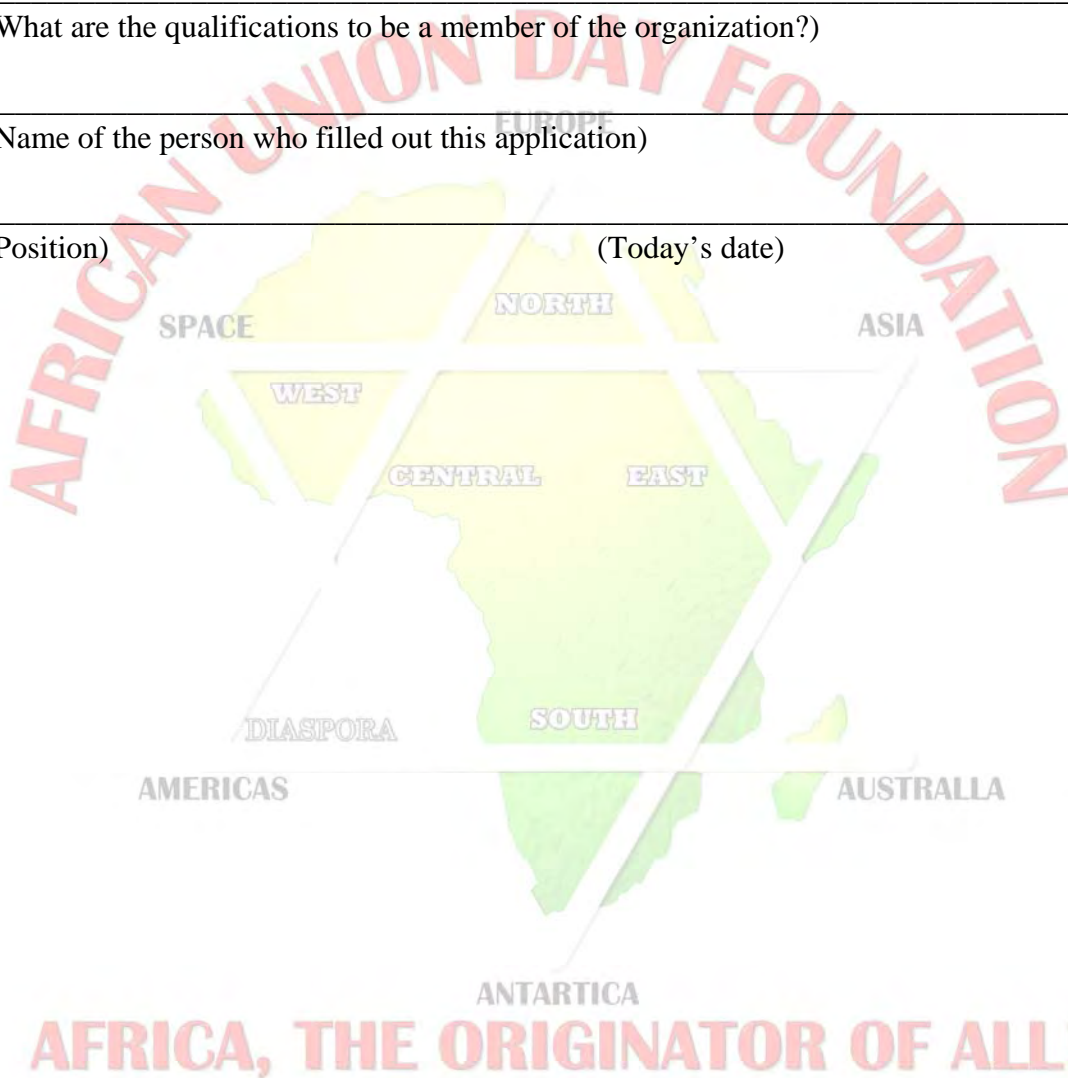 What are the qualifications to be a member of the organization?)
Name of the person who filled out this application)
Position)
(Today's date)
AFRICAN UNION DAY FOUNDATION
EUROPE
NORTH
SPACE
ASIA
WEST
CENTRAL
EAST
DIASPORA
SOUTH
AMERICAS
AUSTRALLA
ANTARTICA
AFRICA, THE ORIGINATOR OF ALL